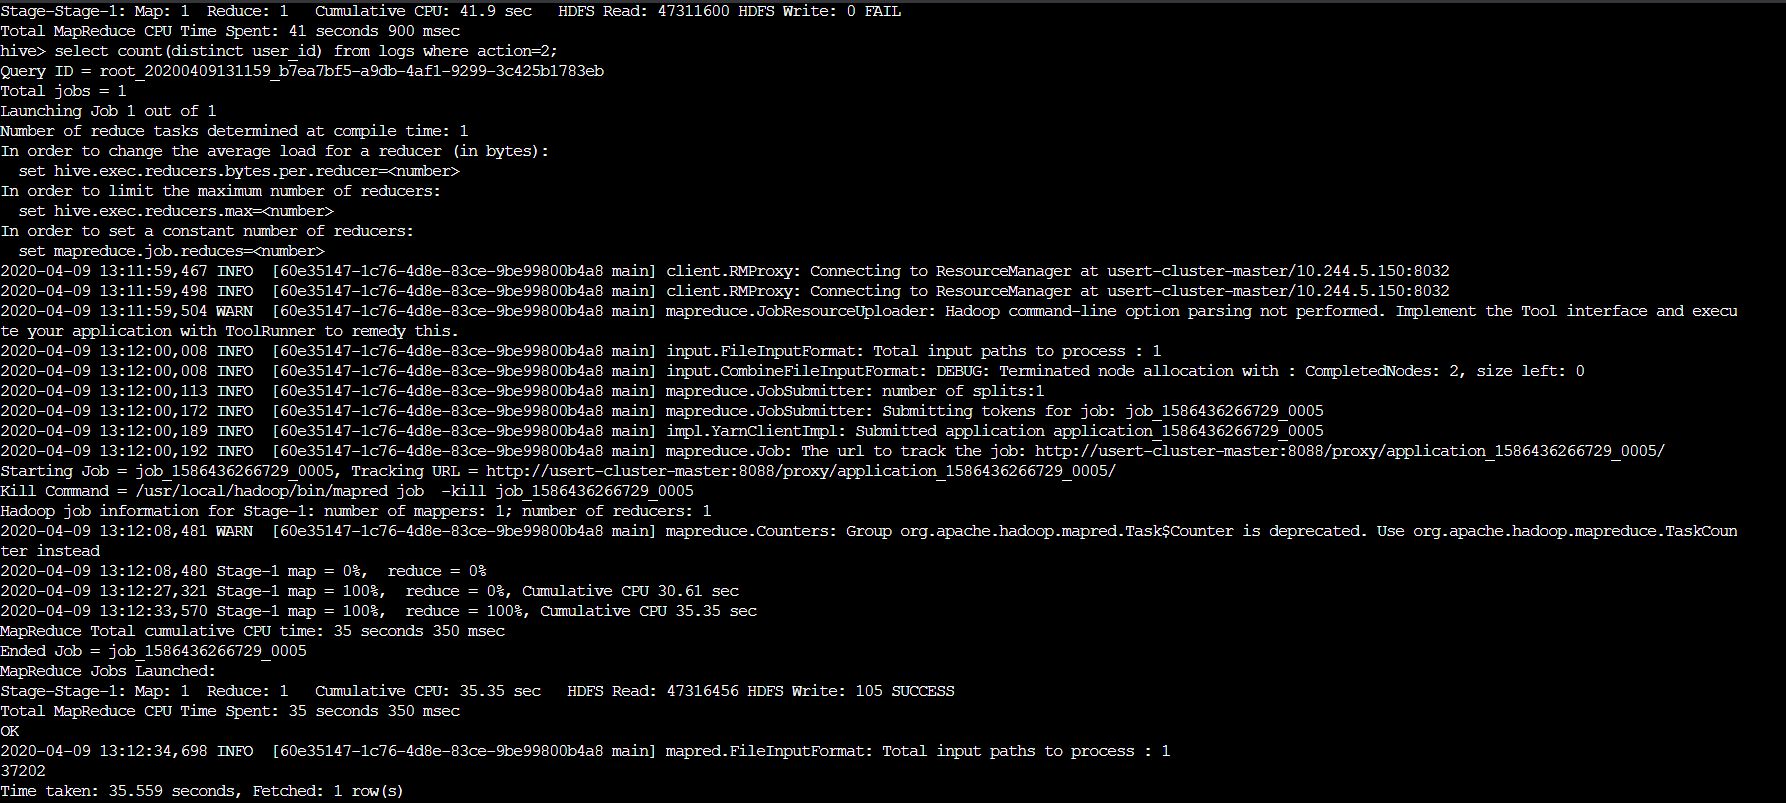 Stage-Stage-1: Map: 1  Reduce: 1   Cumulative CPU: 41.9 sec   HDFS Read: 47311600 HDFS Write: 0 FAIL
Total MapReduce CPU Time Spent: 41 seconds 900 msec
hive> select count(distinct user_id) from logs where action=2;
Query ID = root_20200409131159_b7ea7bf5-a9db-4af1-9299-3c425b1783eb
Total jobs = 1
Launching Job 1 out of 1
Number of reduce tasks determined at compile time: 1
In order to change the average load for a reducer (in bytes):
  set hive.exec.reducers.bytes.per.reducer=<number>
In order to limit the maximum number of reducers:
  set hive.exec.reducers.max=<number>
In order to set a constant number of reducers:
  set mapreduce.job.reduces=<number>
2020-04-09 13:11:59,467 INFO  [60e35147-1c76-4d8e-83ce-9be99800b4a8 main] client.RMProxy: Connecting to ResourceManager at usert-cluster-master/10.244.5.150:8032
2020-04-09 13:11:59,498 INFO  [60e35147-1c76-4d8e-83ce-9be99800b4a8 main] client.RMProxy: Connecting to ResourceManager at usert-cluster-master/10.244.5.150:8032
2020-04-09 13:11:59,504 WARN  [60e35147-1c76-4d8e-83ce-9be99800b4a8 main] mapreduce.JobResourceUploader: Hadoop command-line option parsing not performed. Implement the Tool interface and execu
te your application with ToolRunner to remedy this.
2020-04-09 13:12:00,008 INFO  [60e35147-1c76-4d8e-83ce-9be99800b4a8 main] input.FileInputFormat: Total input paths to process : 1
2020-04-09 13:12:00,008 INFO  [60e35147-1c76-4d8e-83ce-9be99800b4a8 main] input.CombineFileInputFormat: DEBUG: Terminated node allocation with : CompletedNodes: 2, size left: 0
2020-04-09 13:12:00,113 INFO  [60e35147-1c76-4d8e-83ce-9be99800b4a8 main] mapreduce.JobSubmitter: number of splits:1
2020-04-09 13:12:00,172 INFO  [60e35147-1c76-4d8e-83ce-9be99800b4a8 main] mapreduce.JobSubmitter: Submitting tokens for job: job_1586436266729_0005
2020-04-09 13:12:00,189 INFO  [60e35147-1c76-4d8e-83ce-9be99800b4a8 main] impl.YarnClientImpl: Submitted application application_1586436266729_0005
2020-04-09 13:12:00,192 INFO  [60e35147-1c76-4d8e-83ce-9be99800b4a8 main] mapreduce.Job: The url to track the job: http://usert-cluster-master:8088/proxy/application_1586436266729_0005/
Starting Job = job_1586436266729_0005, Tracking URL = http://usert-cluster-master:8088/proxy/application_1586436266729_0005/
Kill Command = /usr/local/hadoop/bin/mapred job  -kill job_1586436266729_0005
Hadoop job information for Stage-1: number of mappers: 1; number of reducers: 1
2020-04-09 13:12:08,481 WARN  [60e35147-1c76-4d8e-83ce-9be99800b4a8 main] mapreduce.Counters: Group org.apache.hadoop.mapred.Task$Counter is deprecated. Use org.apache.hadoop.mapreduce.TaskCoun
ter instead
2020-04-09 13:12:08,480 Stage-1 map = 0%,  reduce = 0%
2020-04-09 13:12:27,321 Stage-1 map = 100%,  reduce = 0%, Cumulative CPU 30.61 sec
2020-04-09 13:12:33,570 Stage-1 map = 100%,  reduce = 100%, Cumulative CPU 35.35 sec
MapReduce Total cumulative CPU time: 35 seconds 350 msec
Ended Job = job_1586436266729_0005
MapReduce Jobs Launched:
Stage-Stage-1: Map: 1  Reduce: 1   Cumulative CPU: 35.35 sec   HDFS Read: 47316456 HDFS Write: 105 SUCCESS
Total MapReduce CPU Time Spent: 35 seconds 350 msec
OK
2020-04-09 13:12:34,698 INFO  [60e35147-1c76-4d8e-83ce-9be99800b4a8 main] mapred.FileInputFormat: Total input paths to process : 1
37202
Time taken: 35.559 seconds, Fetched: 1 row(s)